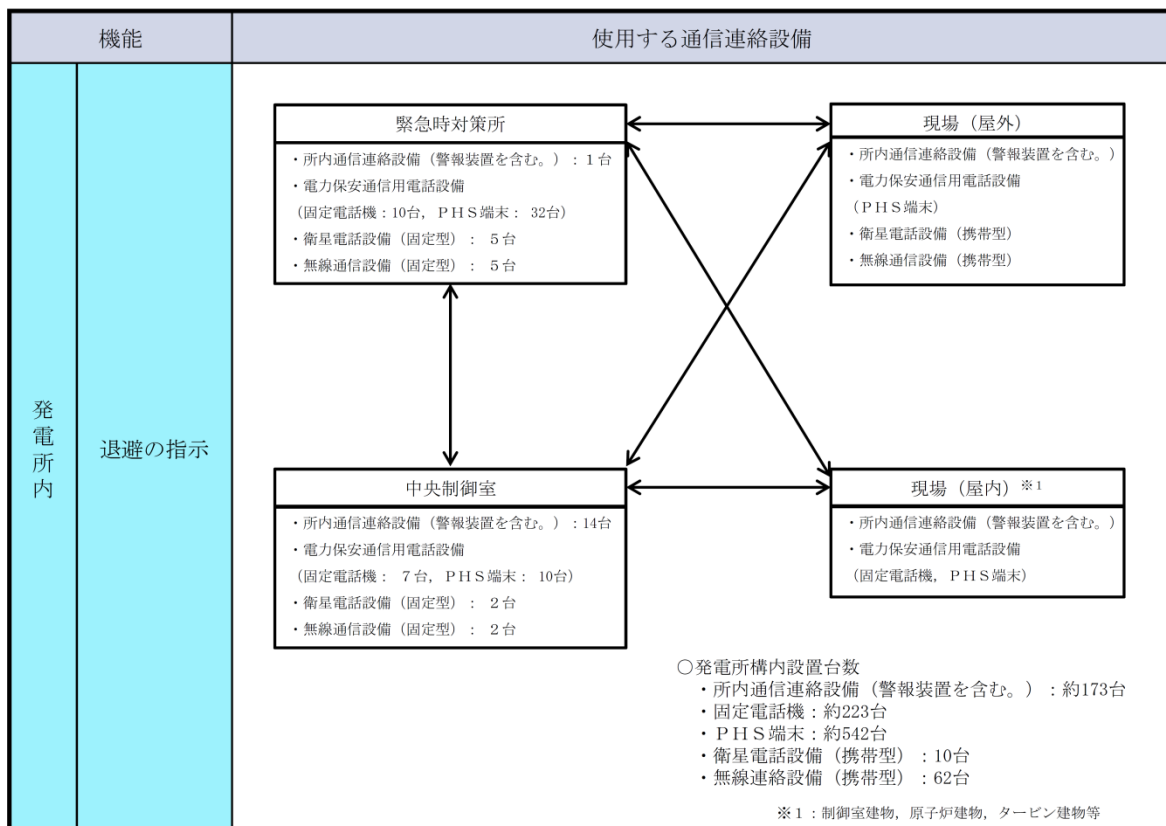 機能
使用する通信連絡設備
発電所内
退避の指示
緊急時対策所
・所内通信連絡設備（警報装置を含む。）：１台
・電力保安通信用電話設備
（固定電話機：10台，ＰＨＳ端末： 32台）
・衛星電話設備（固定型）： ５台
・無線通信設備（固定型）： ５台
現場（屋外）
・所内通信連絡設備（警報装置を含む。）
・電力保安通信用電話設備
（ＰＨＳ端末）
・衛星電話設備（携帯型）
・無線通信設備（携帯型）
中央制御室
・所内通信連絡設備（警報装置を含む。）：14台
・電力保安通信用電話設備
（固定電話機： ７台，ＰＨＳ端末： 10台）
・衛星電話設備（固定型）： ２台
・無線通信設備（固定型）： ２台
現場（屋内）※１
・所内通信連絡設備（警報装置を含む。）
・電力保安通信用電話設備
（固定電話機，ＰＨＳ端末）
○発電所構内設置台数
・所内通信連絡設備（警報装置を含む。）：約173台
・固定電話機：約223台
・ＰＨＳ端末：約542台
・衛星電話設備（携帯型）：10台
・無線連絡設備（携帯型）：62台
※１：制御室建物，原子炉建物，タービン建物等